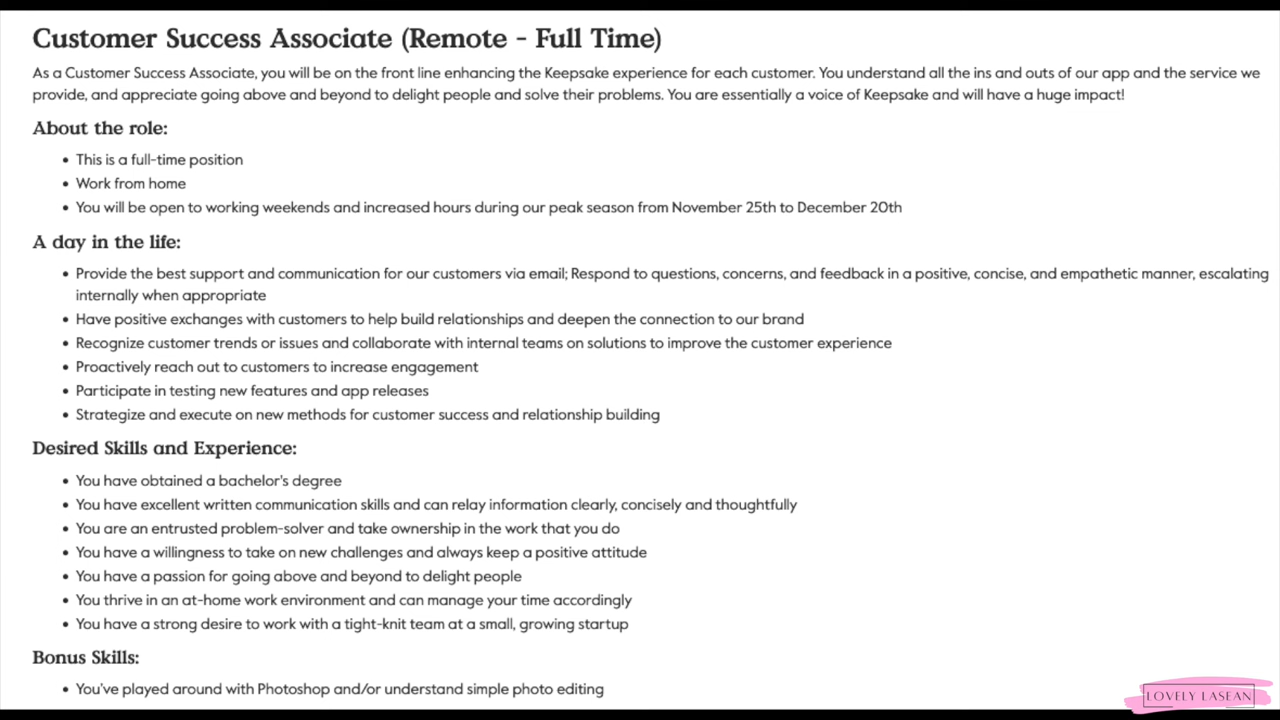 Customer Success Associate (Remote - Full Time)
As a Customer Success Associate, you will be on the front line enhancing the Keepsake experience for each customer. You understand all the ins and outs of our app and the service we
provide, and appreciate going above and beyond to delight people and solve their problems. You are essentially a voice of Keepsake and will have a huge impact!
About the role:
• This is a full-time position
• Work from home
• You will be open to working weekends and increased hours during our peak season from November 25th to December 20th
A day in the life:
• Provide the best support and communication for our customers via email; Respond to questions, concerns, and feedback in a positive, concise, and empathetic manner, escalating
internally when appropriate
• Have positive exchanges with customers to help build relationships and deepen the connection to our brand
• Recognize customer trends or issues and collaborate with internal teams on solutions to improve the customer experience
• Proactively reach out to customers to increase engagement
• Participate in testing new features and app releases
• Strategize and execute on new methods for customer success and relationship building
Desired Skills and Experience:
• You have obtained a bachelor's degree
• You have excellent written communication skills and can relay information clearly, concisely and thoughtfully
• You are an entrusted problem-solver and take ownership in the work that you do
• You have a willingness to take on new challenges and always keep a positive attitude
• You have a passion for going above and beyond to delight people
• You thrive in an at-home work environment and can manage your time accordingly
• You have a strong desire to work with a tight-knit team at a small, growing startup
Bonus Skills:
• You've played around with Photoshop and/or understand simple photo editing
LOVELY LASEAN